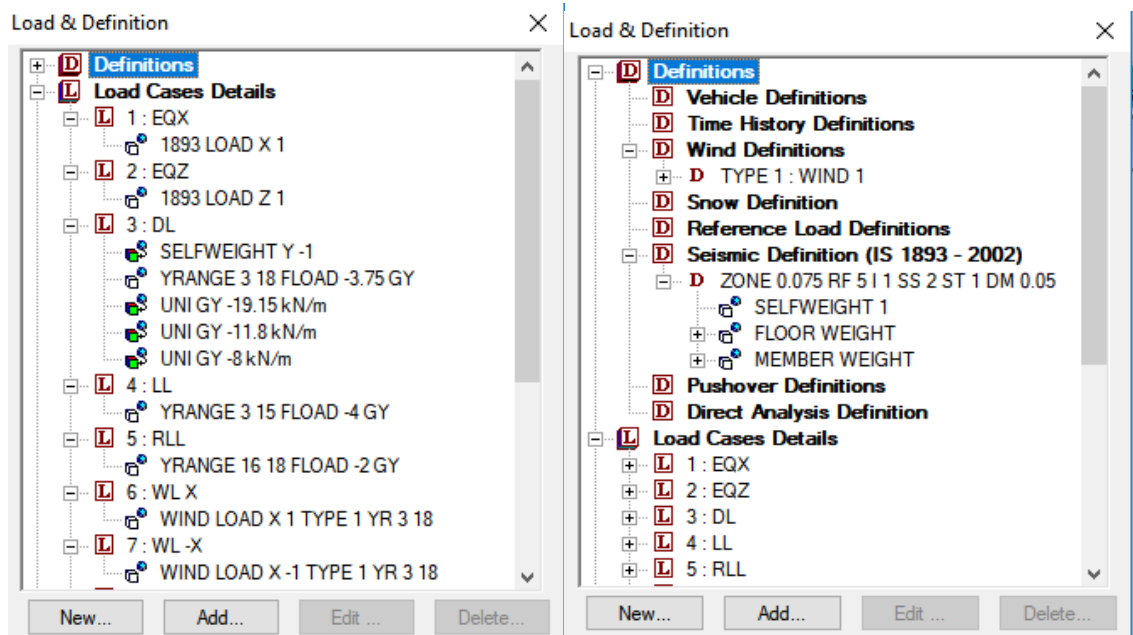 Load & Definition
Definitions
Load Cases Details
1 : EQX
1893 LOAD X 1
2 : EQZ
1893 LOAD Z 1
3 : DL
SELFWEIGHT Y -1
YRANGE 3 18 FLOAD -3.75 GY
UNI GY -19.15 kN/m
UNI GY -11.8 kN/m
UNI GY -8 kN/m
4 : LL
YRANGE 3 15 FLOAD -4 GY
5 : RLL
YRANGE 16 18 FLOAD -2 GY
6 : WL X
WIND LOAD X 1 TYPE 1 YR 3 18
7 : WL -X
WIND LOAD X -1 TYPE 1 YR 3 18
New... Add... Edit ... Delete...
Load & Definition
Definitions
Vehicle Definitions
Time History Definitions
Wind Definitions
TYPE 1 : WIND 1
Snow Definition
Reference Load Definitions
Seismic Definition (IS 1893 - 2002)
ZONE 0.075 RF 5 I 1 SS 2 ST 1 DM 0.05
SELFWEIGHT 1
FLOOR WEIGHT
MEMBER WEIGHT
Pushover Definitions
Direct Analysis Definition
Load Cases Details
1 : EQX
2 : EQZ
3 : DL
4 : LL
5 : RLL
New... Add... Edit ... Delete...